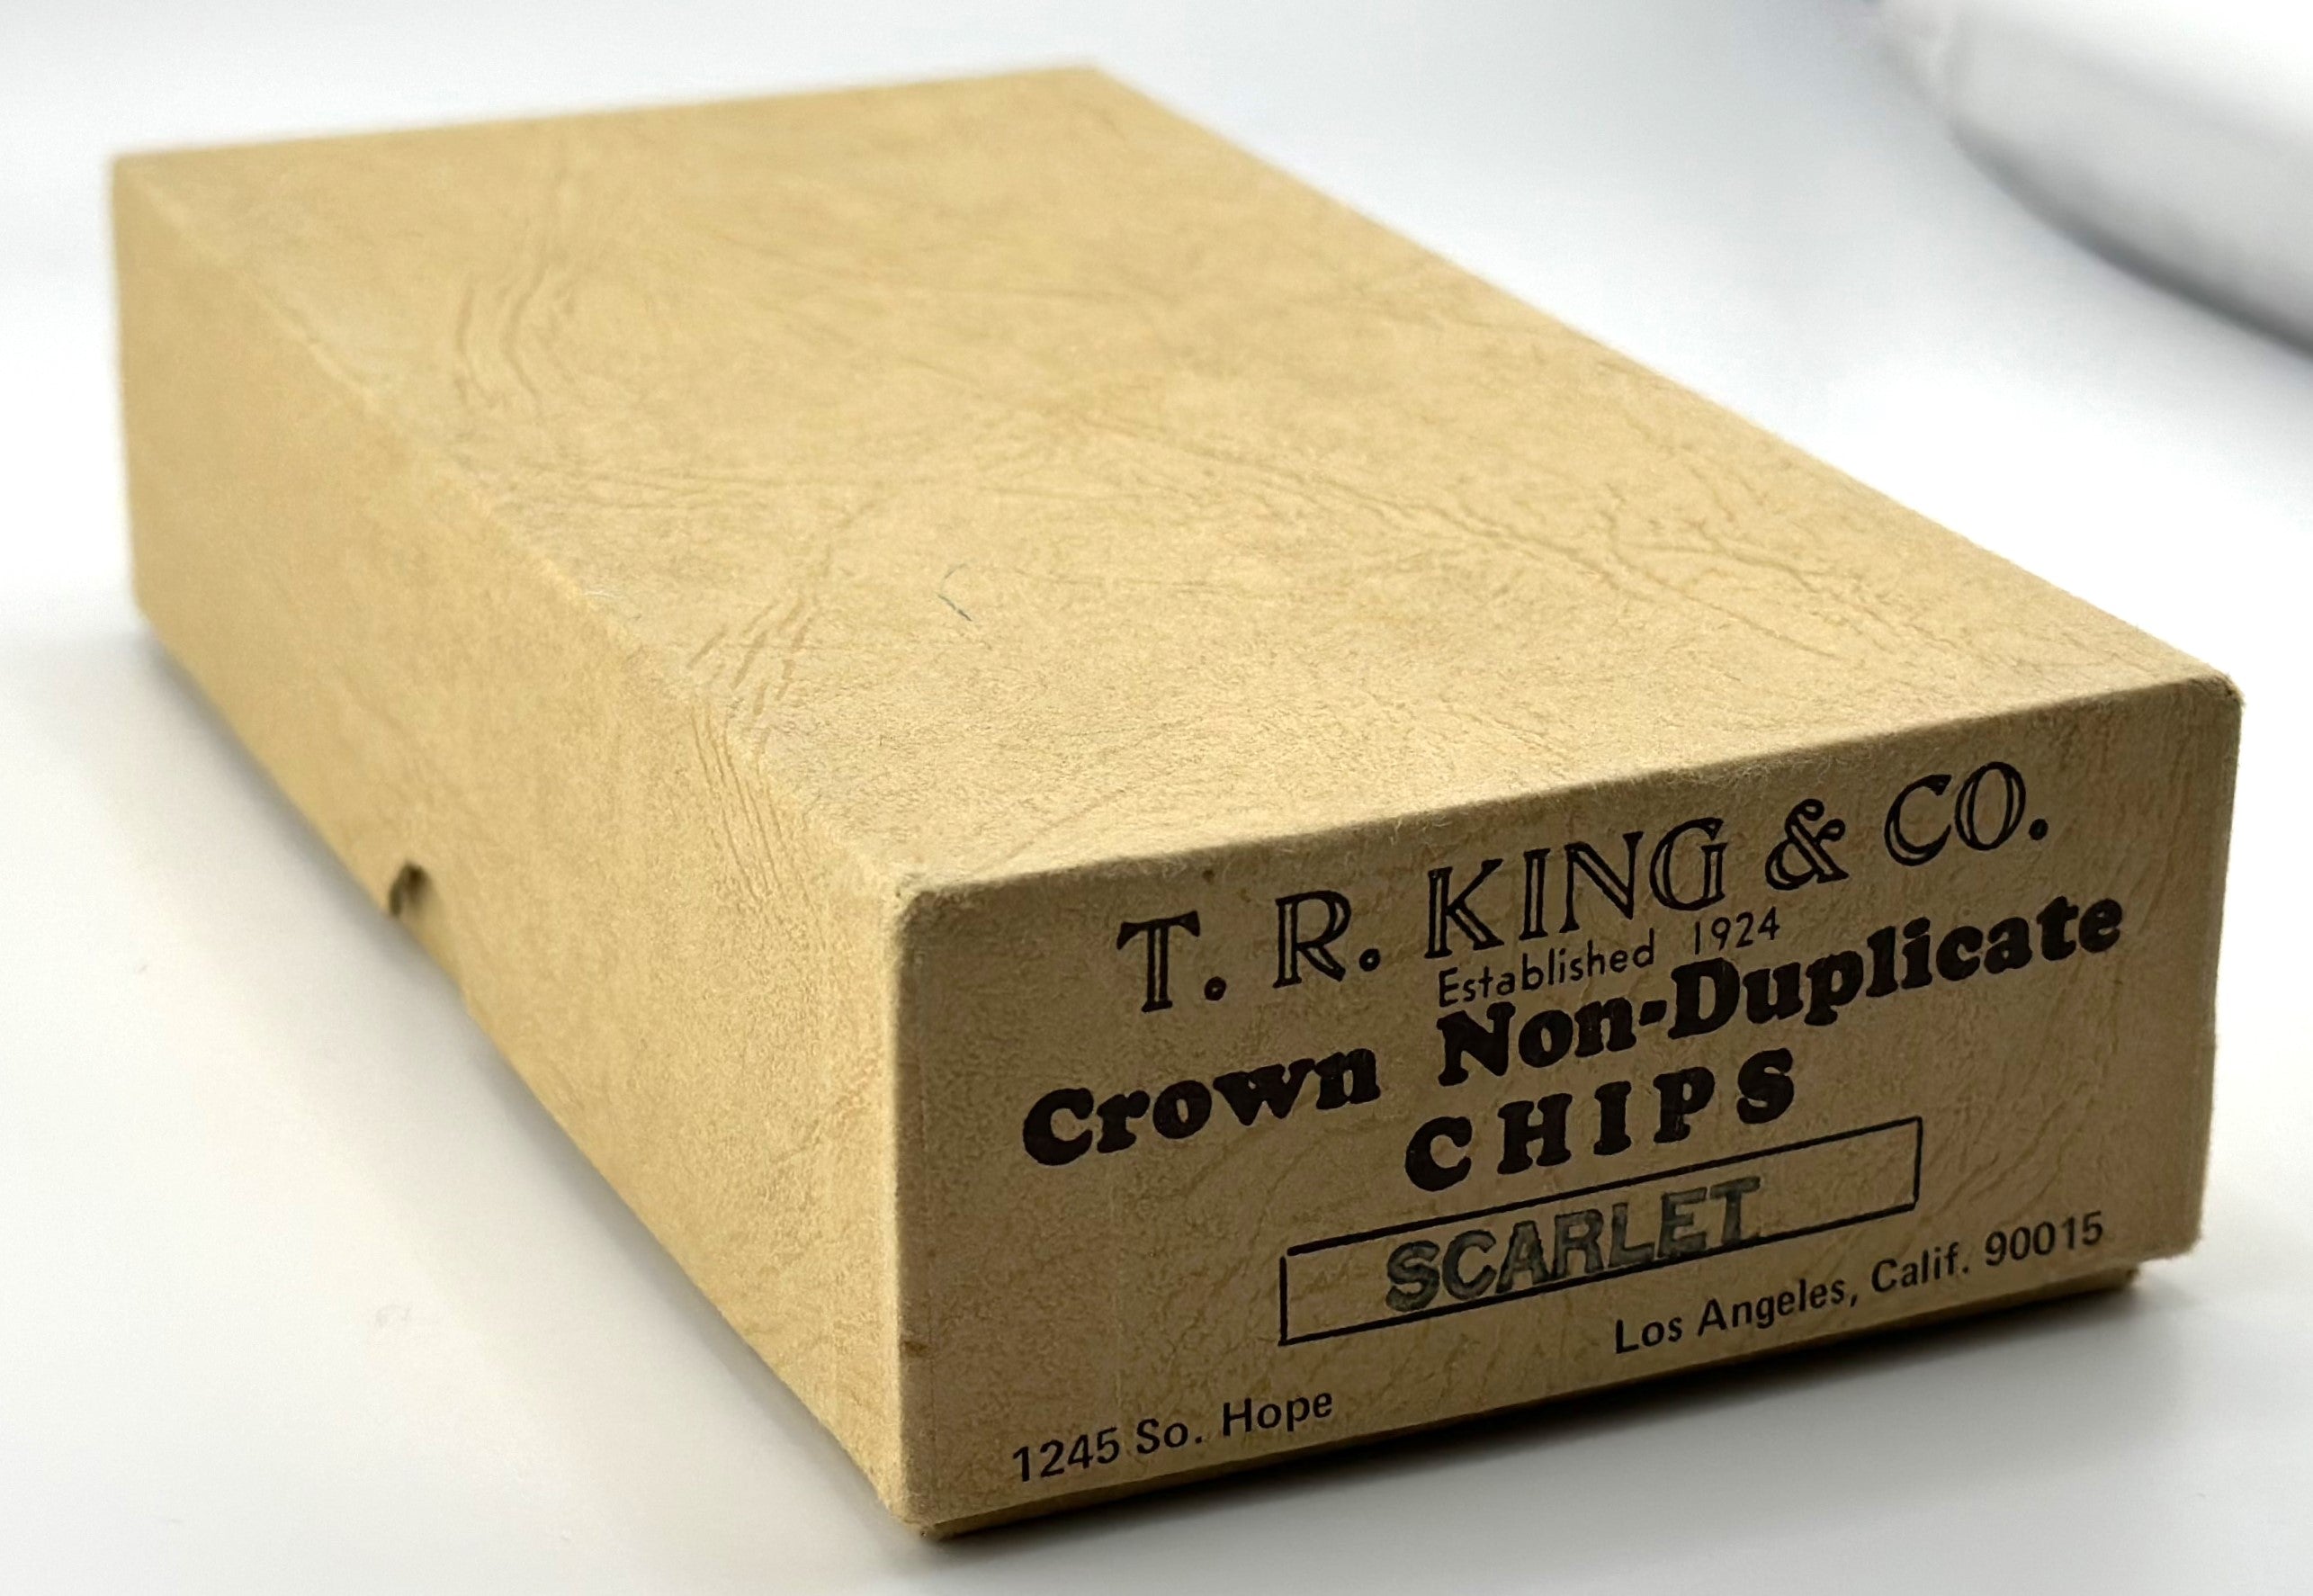 T. R. KING & CO.
Established 1924
Crown Non-Duplicate
CHIPS
SCARLET
1245 So. Hope Los Angeles, Calif. 90015